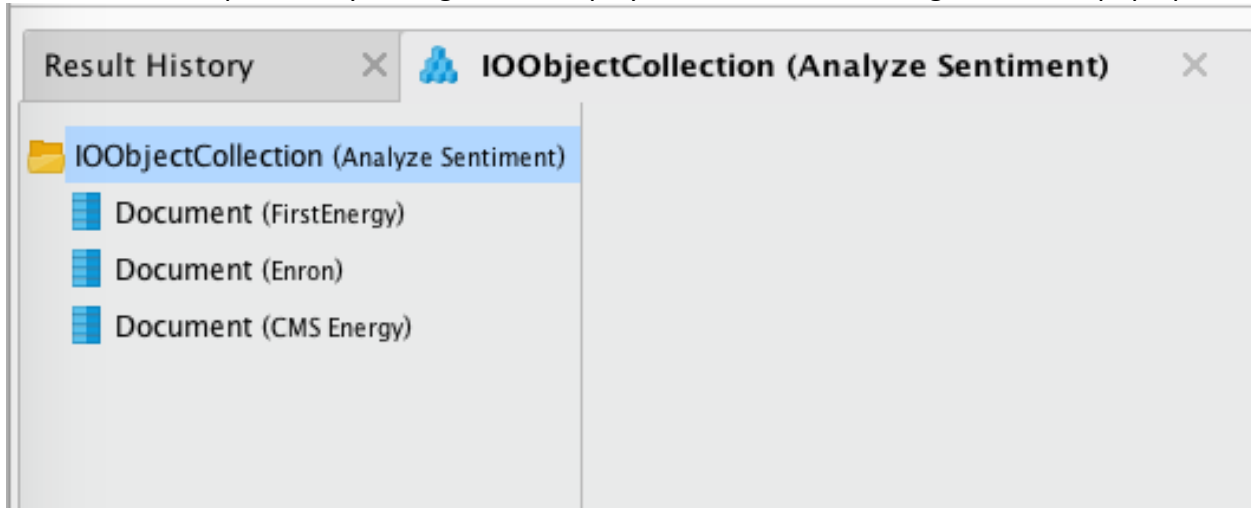 Result History IOObjectCollection (Analyze Sentiment)
IOObjectCollection (Analyze Sentiment)
Document (FirstEnergy)
Document (Enron)
Document (CMS Energy)